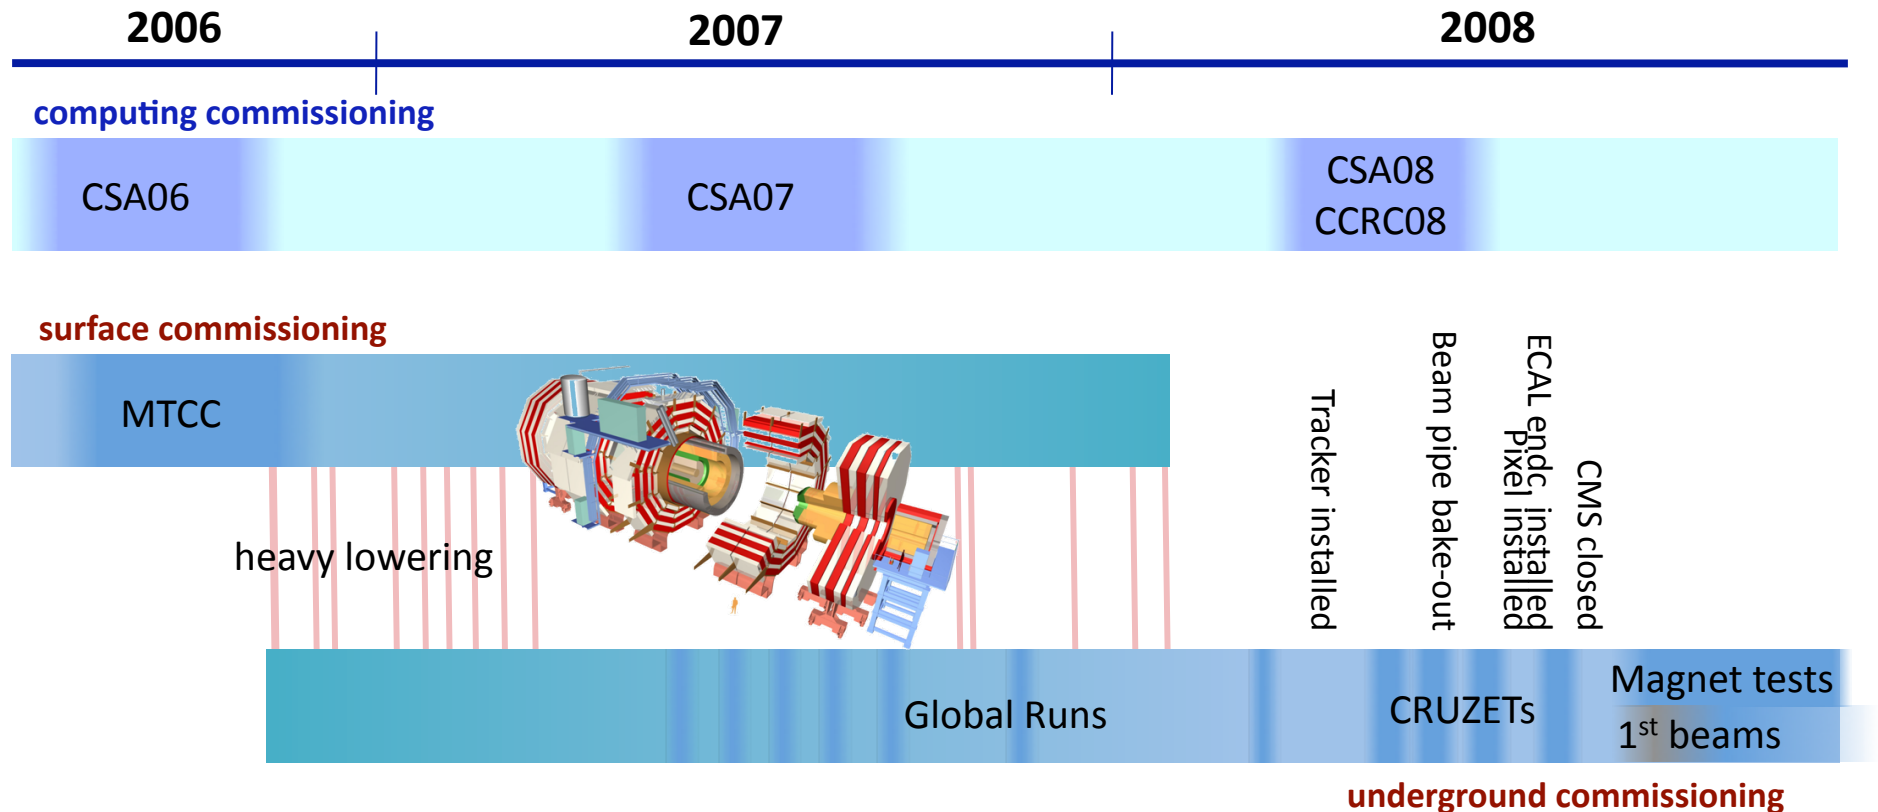 2006
2007
2008
computing commissioning
CSA06
CSA07
CSA08
CCRC08
surface commissioning
MTCC
heavy lowering
Tracker installed
Beam pipe bake-out
ECAL endc. installed
Pixel installed
CMS closed
Global Runs
CRUZETs
Magnet tests
1st beams
underground commissioning